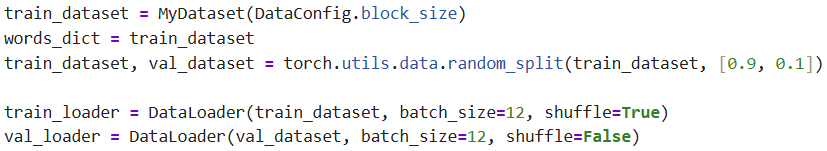 train_dataset = MyDataset(DataConfig.block_size)
words_dict = train_dataset
train_dataset, val_dataset = torch.utils.data.random_split(train_dataset, [0.9, 0.1])

train_loader = DataLoader(train_dataset, batch_size=12, shuffle=True)
val_loader = DataLoader(val_dataset, batch_size=12, shuffle=False)